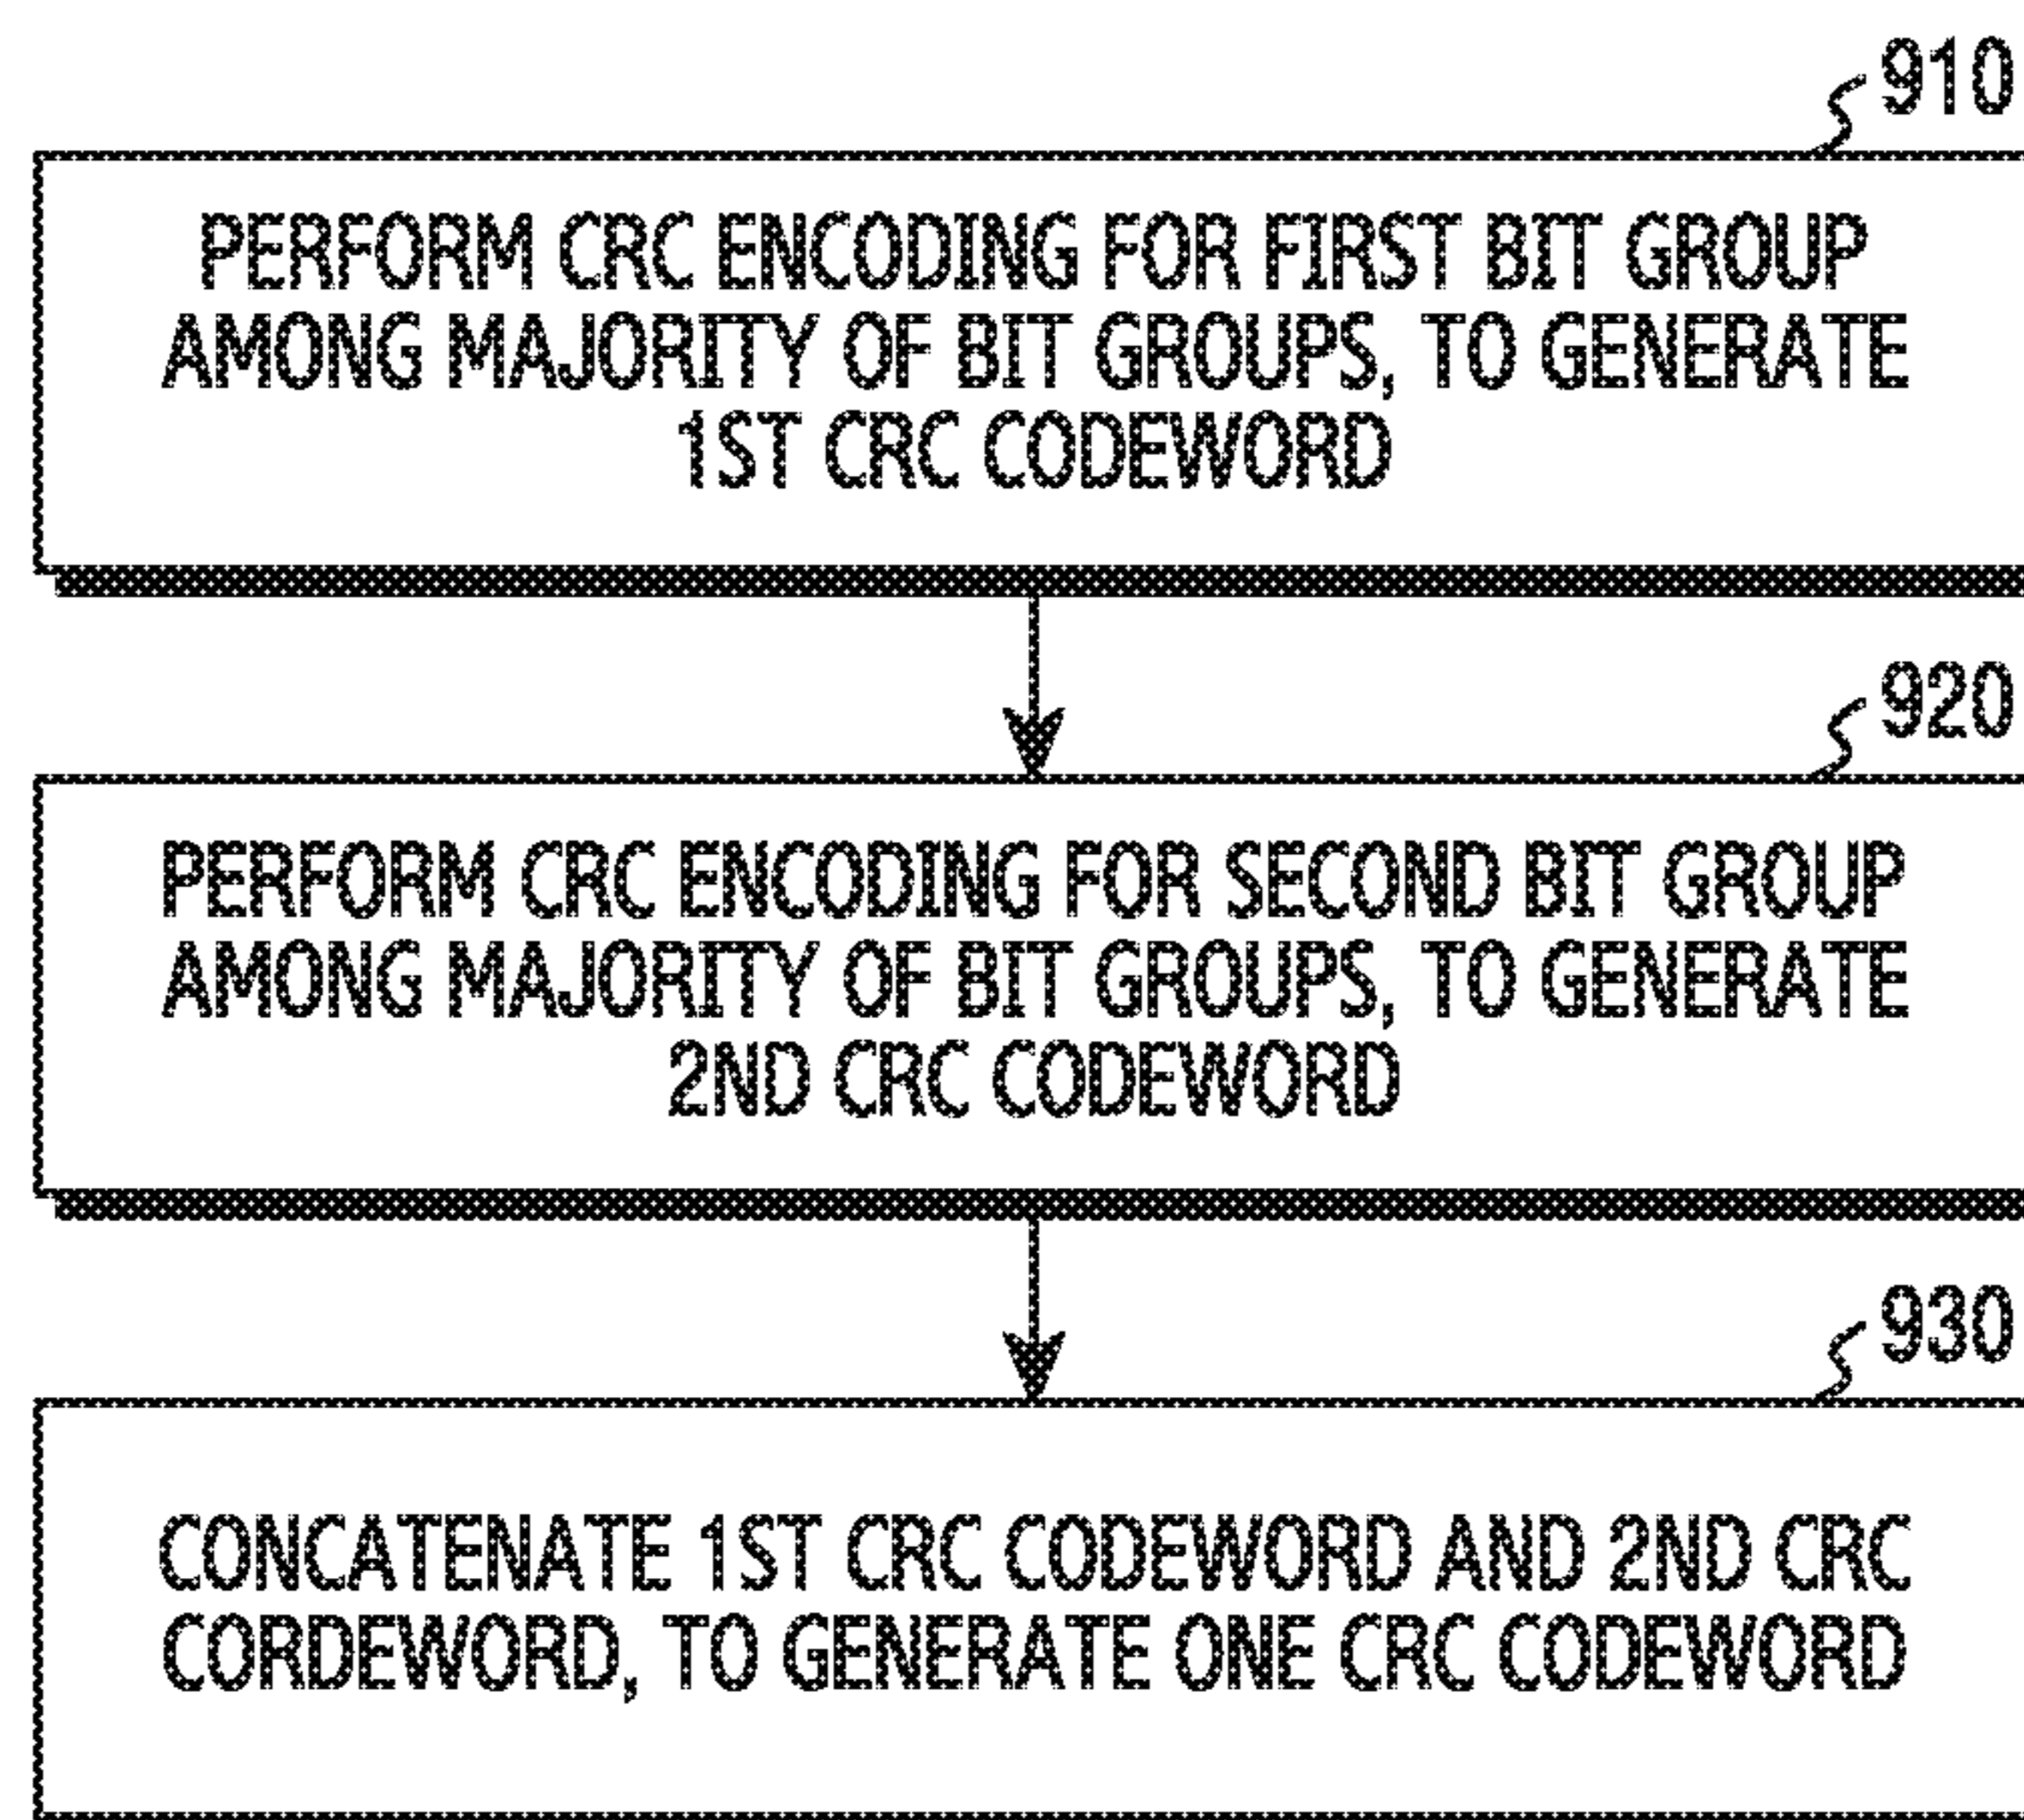 910
PERFORM CRC ENCODING FOR FIRST BIT GROUP
AMONG MAJORITY OF BIT GROUPS, TO GENERATE
1ST CRC CODEWORD
920
PERFORM CRC ENCODING FOR SECOND BIT GROUP
AMONG MAJORITY OF BIT GROUPS, TO GENERATE
2ND CRC CODEWORD
930
CONCATENATE 1ST CRC CODEWORD AND 2ND CRC
CORDEWORD, TO GENERATE ONE CRC CODEWORD